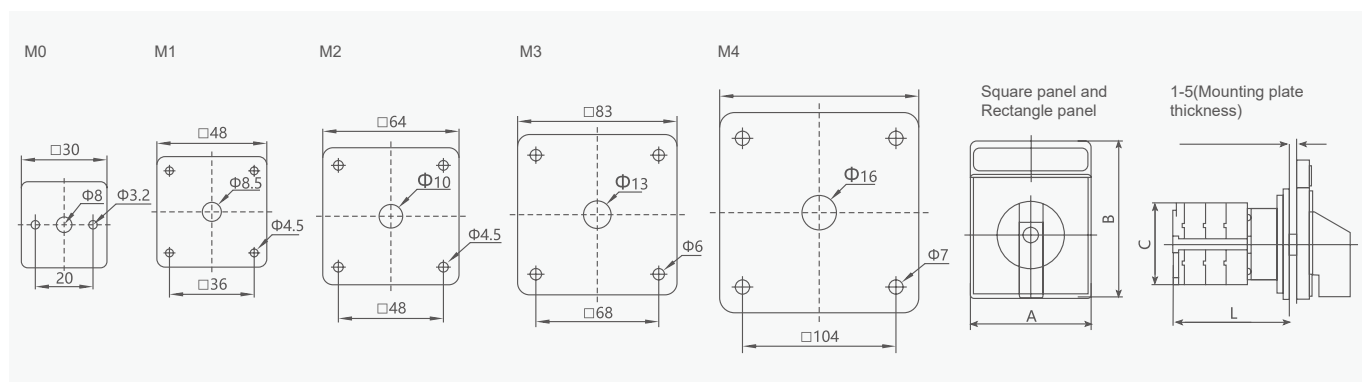 M0
M1
M2
M3
M4
Square panel and
Rectangle panel
1-5(Mounting plate
thickness)
□30
Φ8
Φ3.2
20
□48
Φ8.5
Φ4.5
□36
□64
Φ10
Φ4.5
□48
□83
Φ13
Φ6
□68
Φ16
Φ7
□104
B
A
C
L